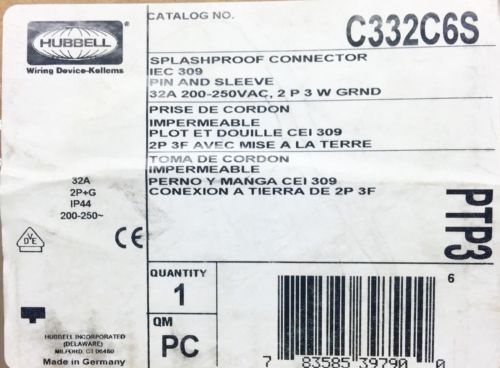 CATALOG NO.
C332C6S
HUBBELL
Wiring Device-Kellems
SPLASHPROOF CONNECTOR
IEC 309
PIN AND SLEEVE
32A 200-250VAC, 2 P 3 W GRND
PRISE DE CORDON
IMPERMEABLE
PLOT ET DOUILLE CEI 309
2P 3F AVEC MISE A LA TERRE
TOMA DE CORDON
IMPERMEABLE
PERNO Y MANGA CEI 309
CONEXION A TIERRA DE 2P 3F
32A
2P+G
IP44
200-250~
VDE
CE
PTP3
QUANTITY
1
QM
PC
6
7 83585 39790 0
HUBBELL INCORPORATED
(DELAWARE)
MILFORD, CT 06460
Made in Germany